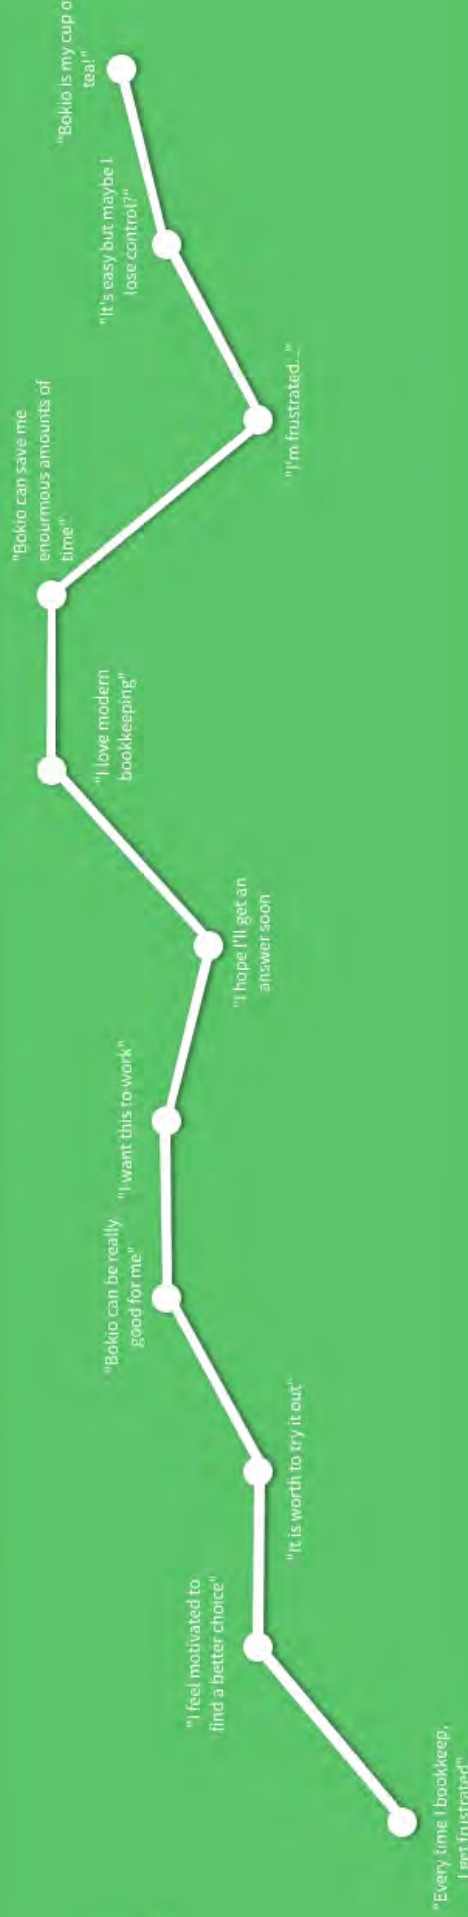 "Every time I bookkeep,
I get frustrated"
"I feel motivated to
find a better choice"
"It is worth to try it out"
"Bokio can be really
good for me"
"I want this to work"
"I hope I'll get an
answer soon
"I love modern
bookkeeping"
"Bokio can save me
enourmous amounts of
time"
"I'm frustrated..."
"It's easy but maybe I
lose control?"
"Bokio is my cup o
tea!"